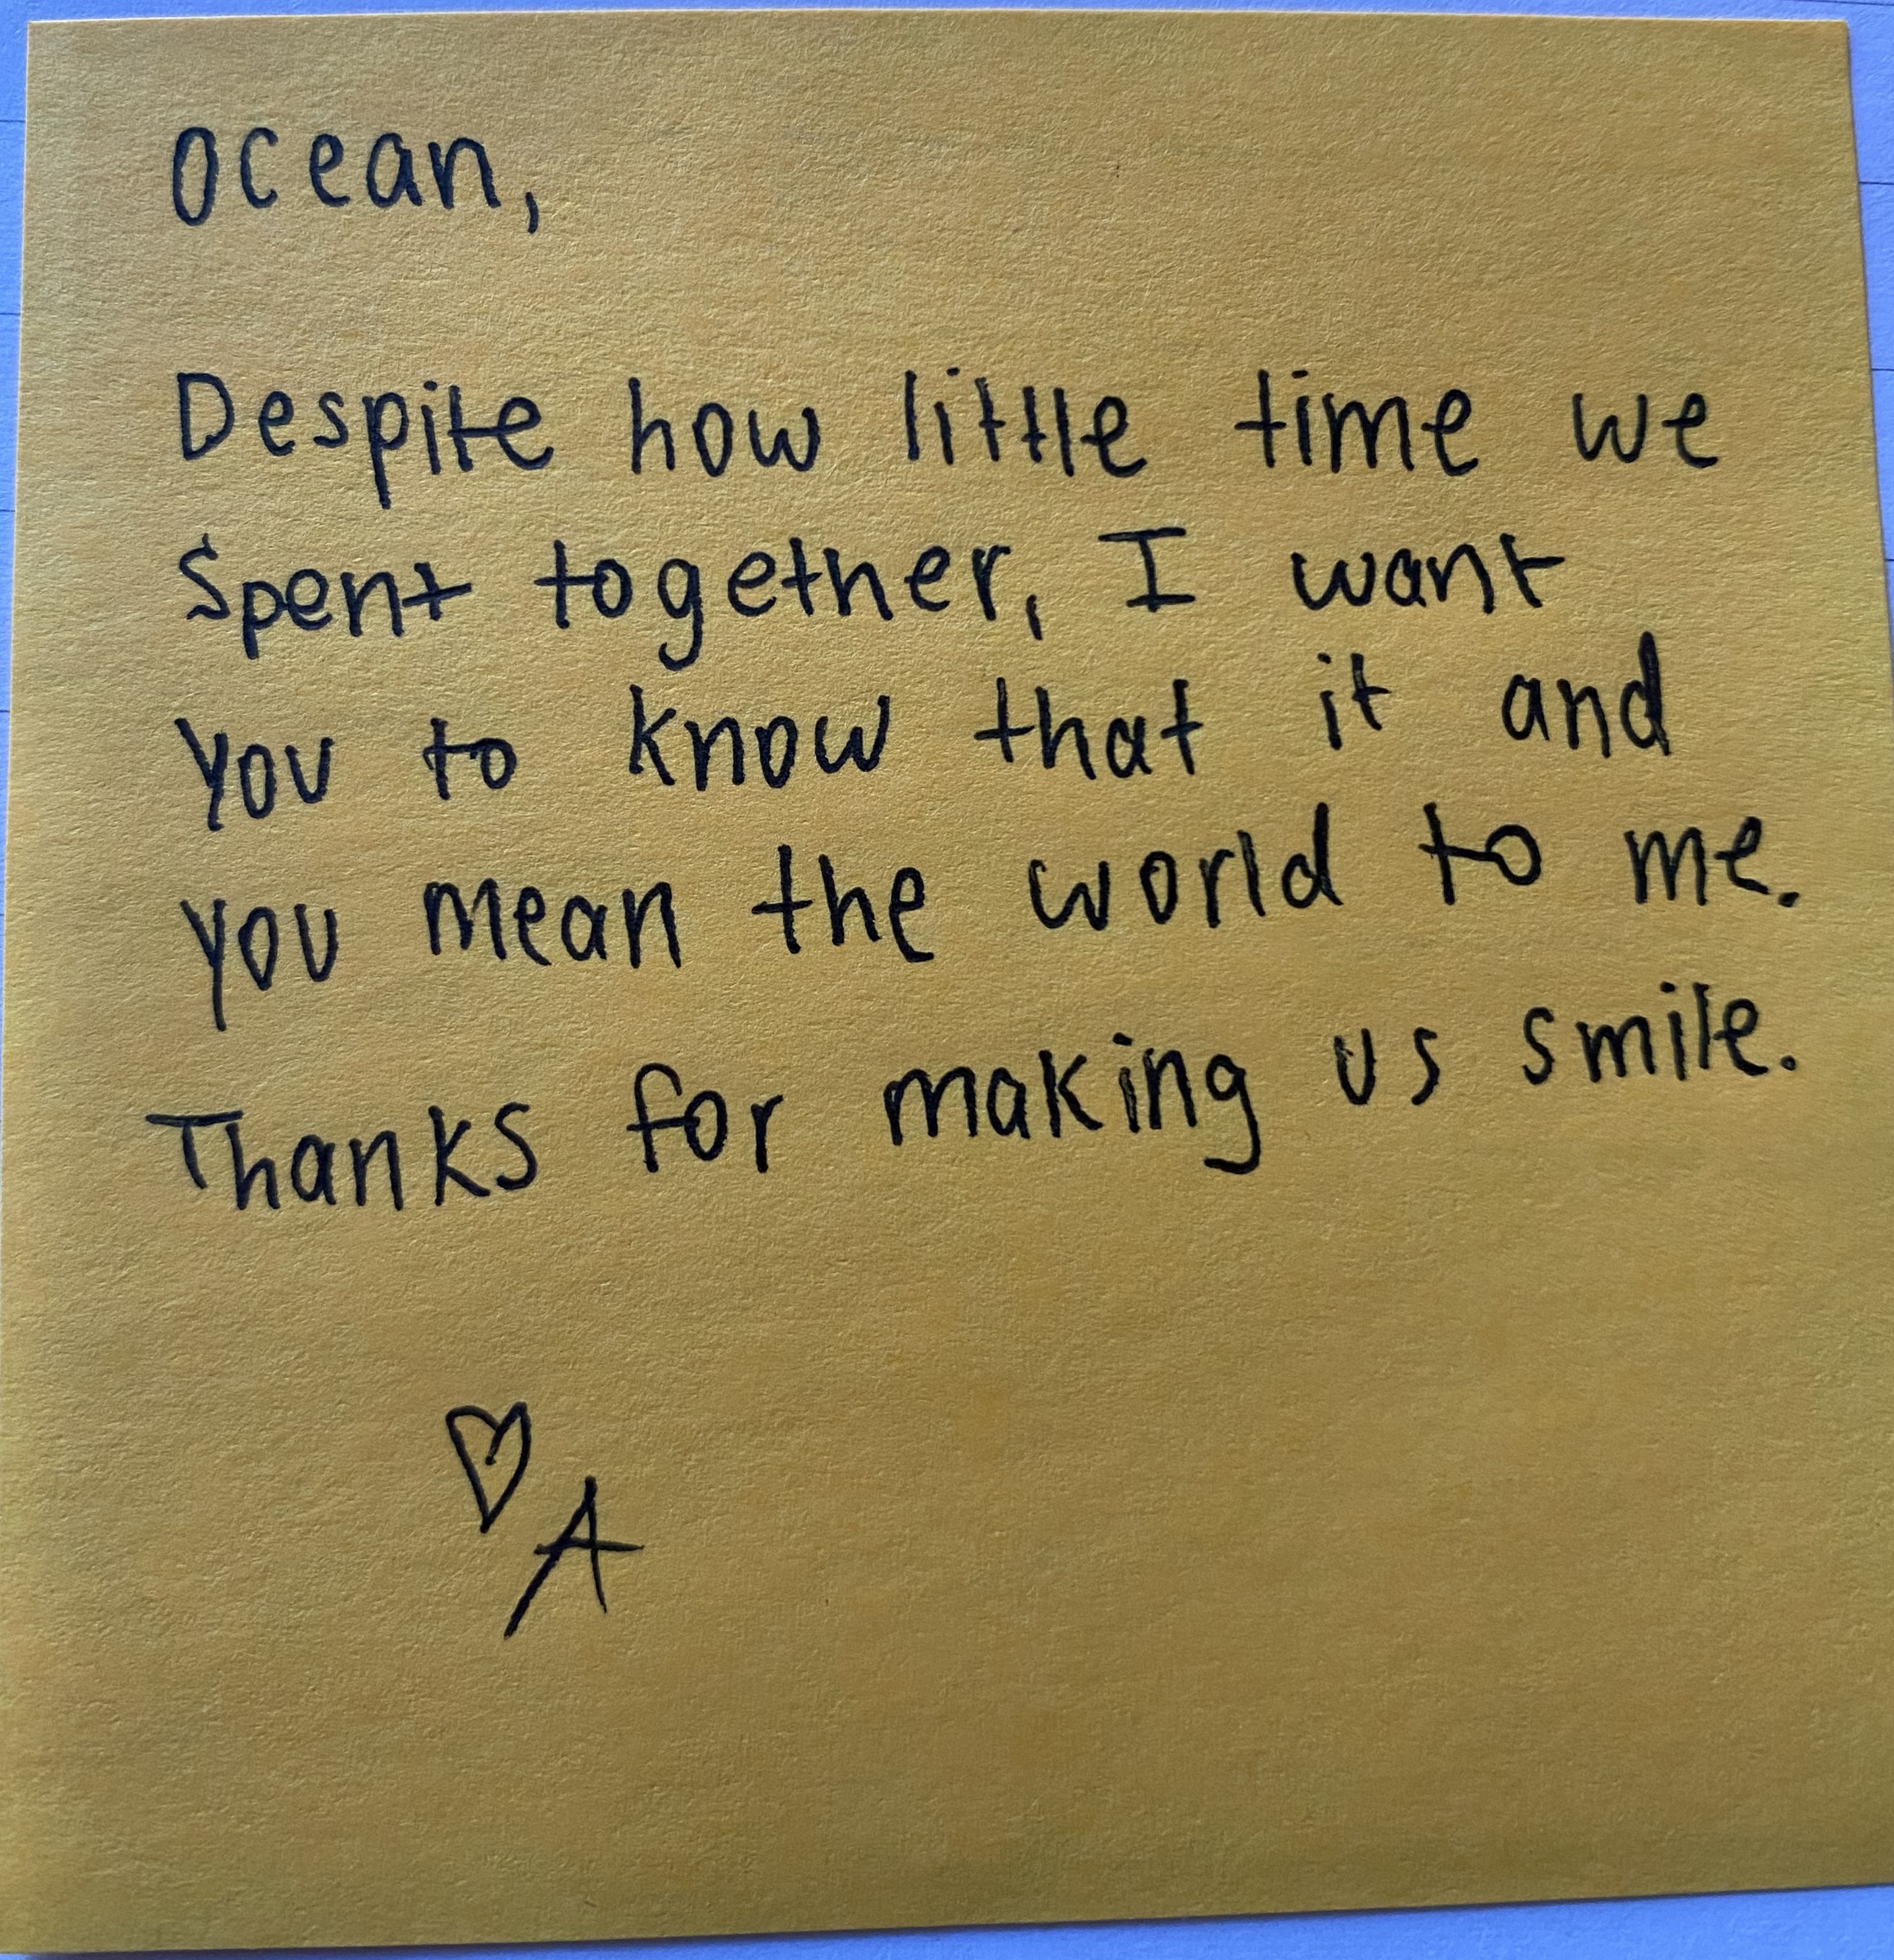 Ocean,
Despite how little time we
Spent together, I want
you to know that it and
you mean the world to me.
Thanks for making us smile.
♡
A